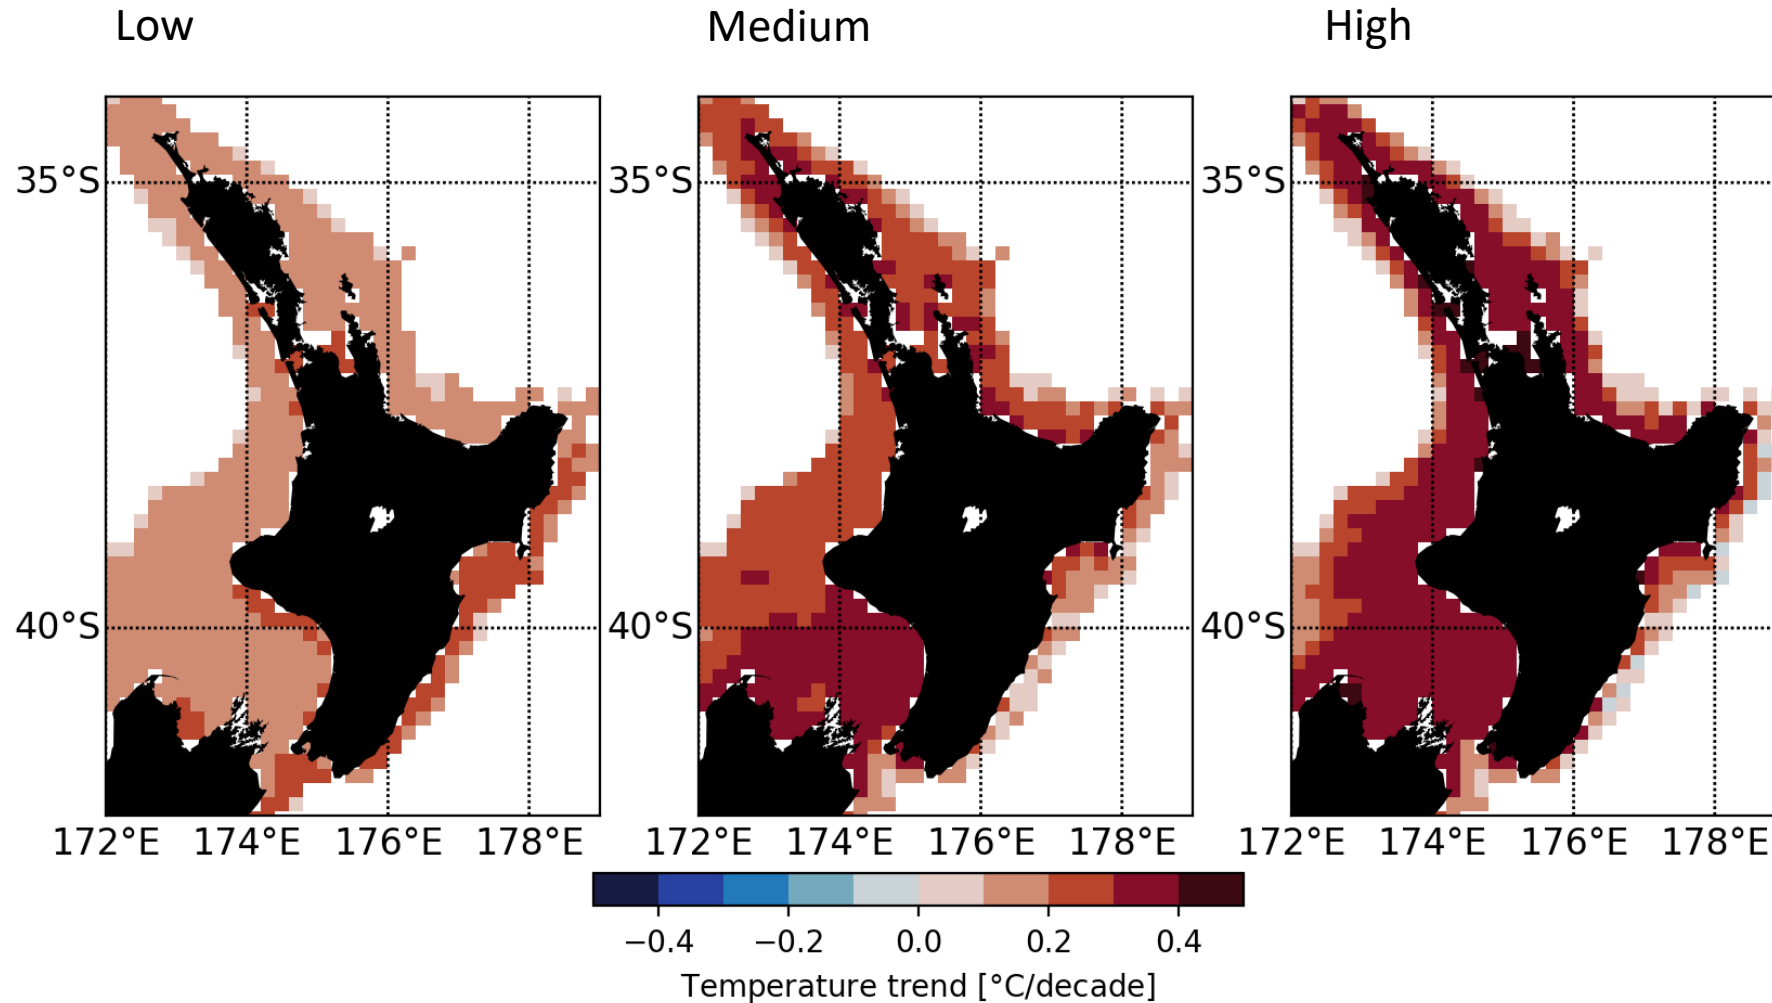 Low Medium High
35°S 35°S 35°S
40°S 40°S 40°S
172°E 174°E 176°E 178°E 172°E 174°E 176°E 178°E 172°E 174°E 176°E 178°E
−0.4 −0.2 0.0 0.2 0.4
Temperature trend [°C/decade]